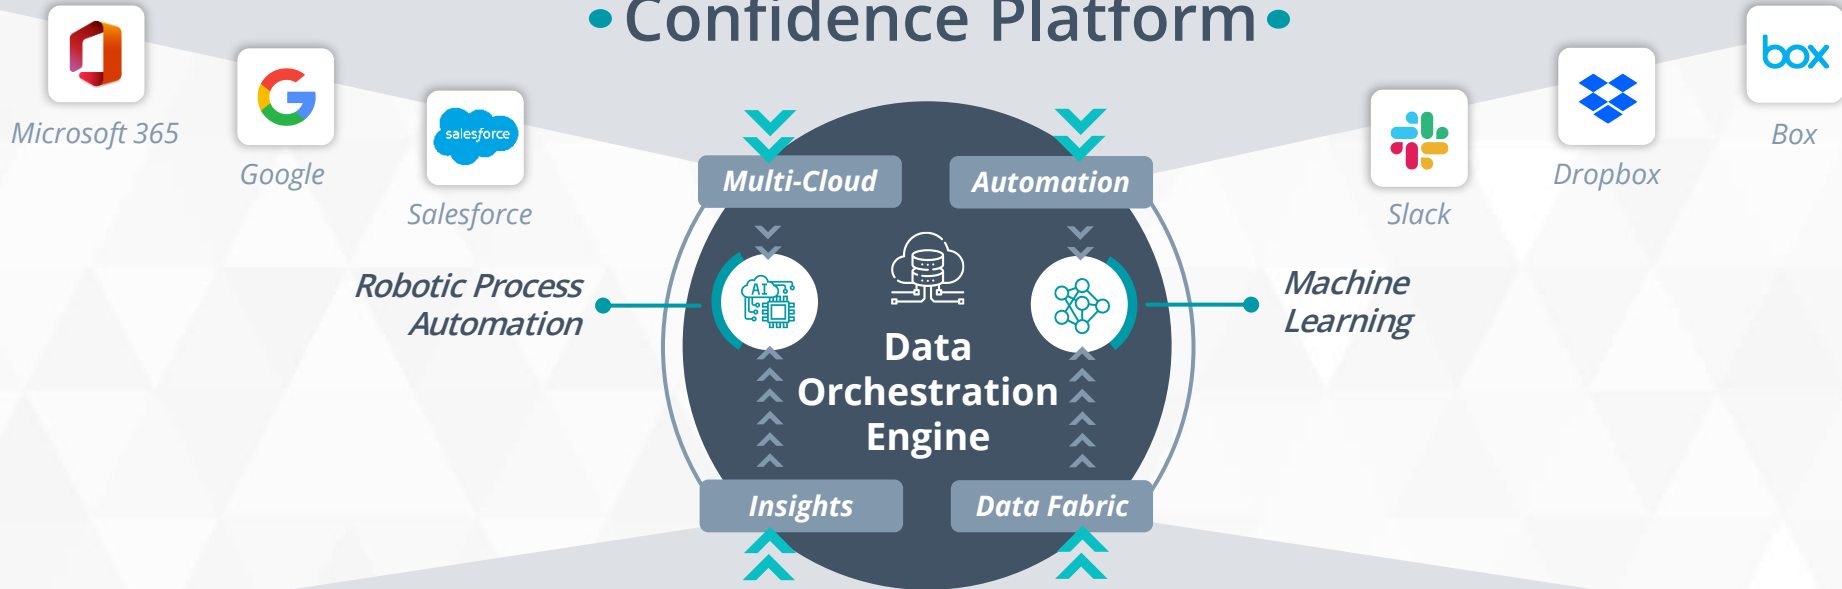 Confidence Platform
box
Microsoft 365
Google
salesforce
Salesforce
Slack
Dropbox
Box
Multi-Cloud
Automation
Robotic Process
Automation
AI
Machine
Learning
Data
Orchestration
Engine
Insights
Data Fabric